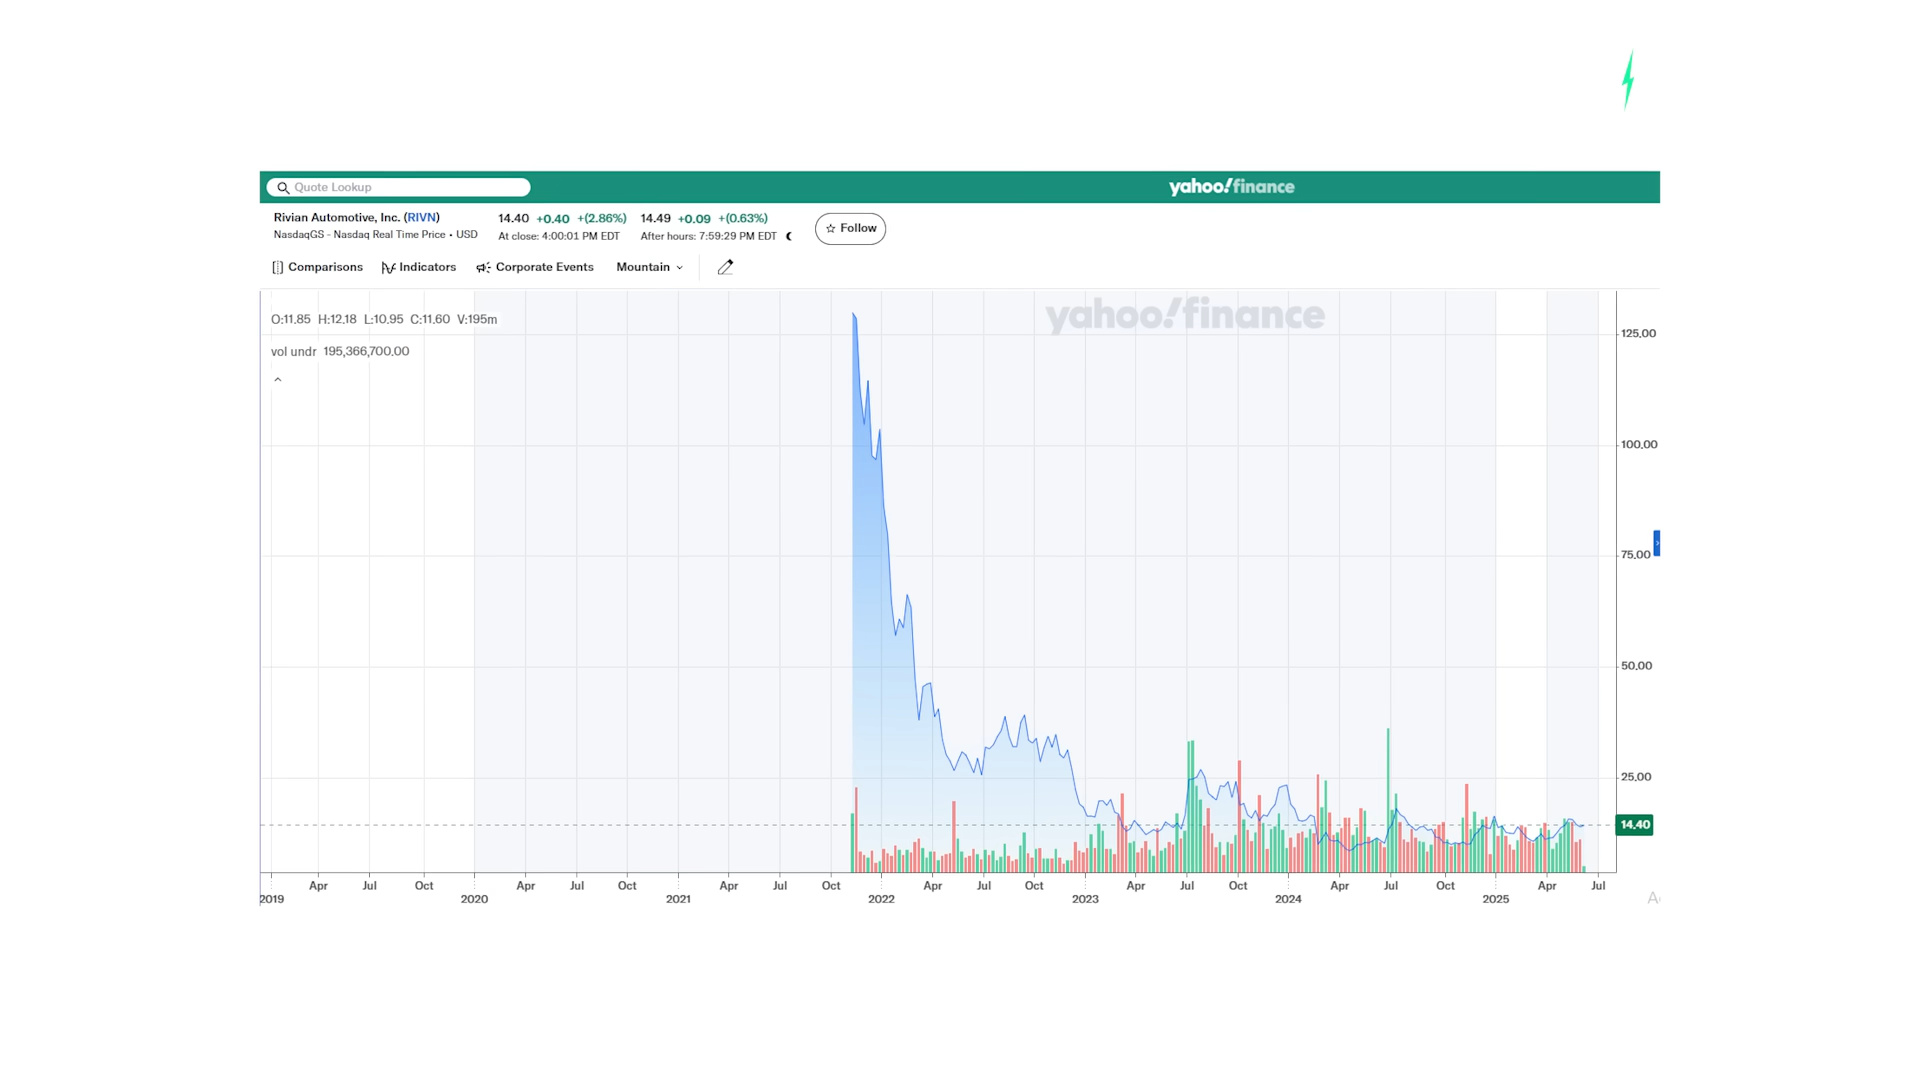 Quote Lookup
yahoo!finance
Rivian Automotive, Inc. (RIVN)
NasdaqGS - Nasdaq Real Time Price • USD
14.40 +0.40 +(2.86%)
At close: 4:00:01 PM EDT
14.49 +0.09 +(0.63%)
After hours: 7:59:29 PM EDT
Follow
Comparisons Indicators Corporate Events Mountain
yahoo!finance
O:11.85 H:12.18 L:10.95 C:11.60 V:195m
vol undr 195,366,700.00
125.00
100.00
75.00
50.00
25.00
14.40
Apr Jul Oct Apr Jul Oct Apr Jul Oct Apr Jul Oct Apr Jul Oct Apr Jul Oct Apr Jul
2019 2020 2021 2022 2023 2024 2025